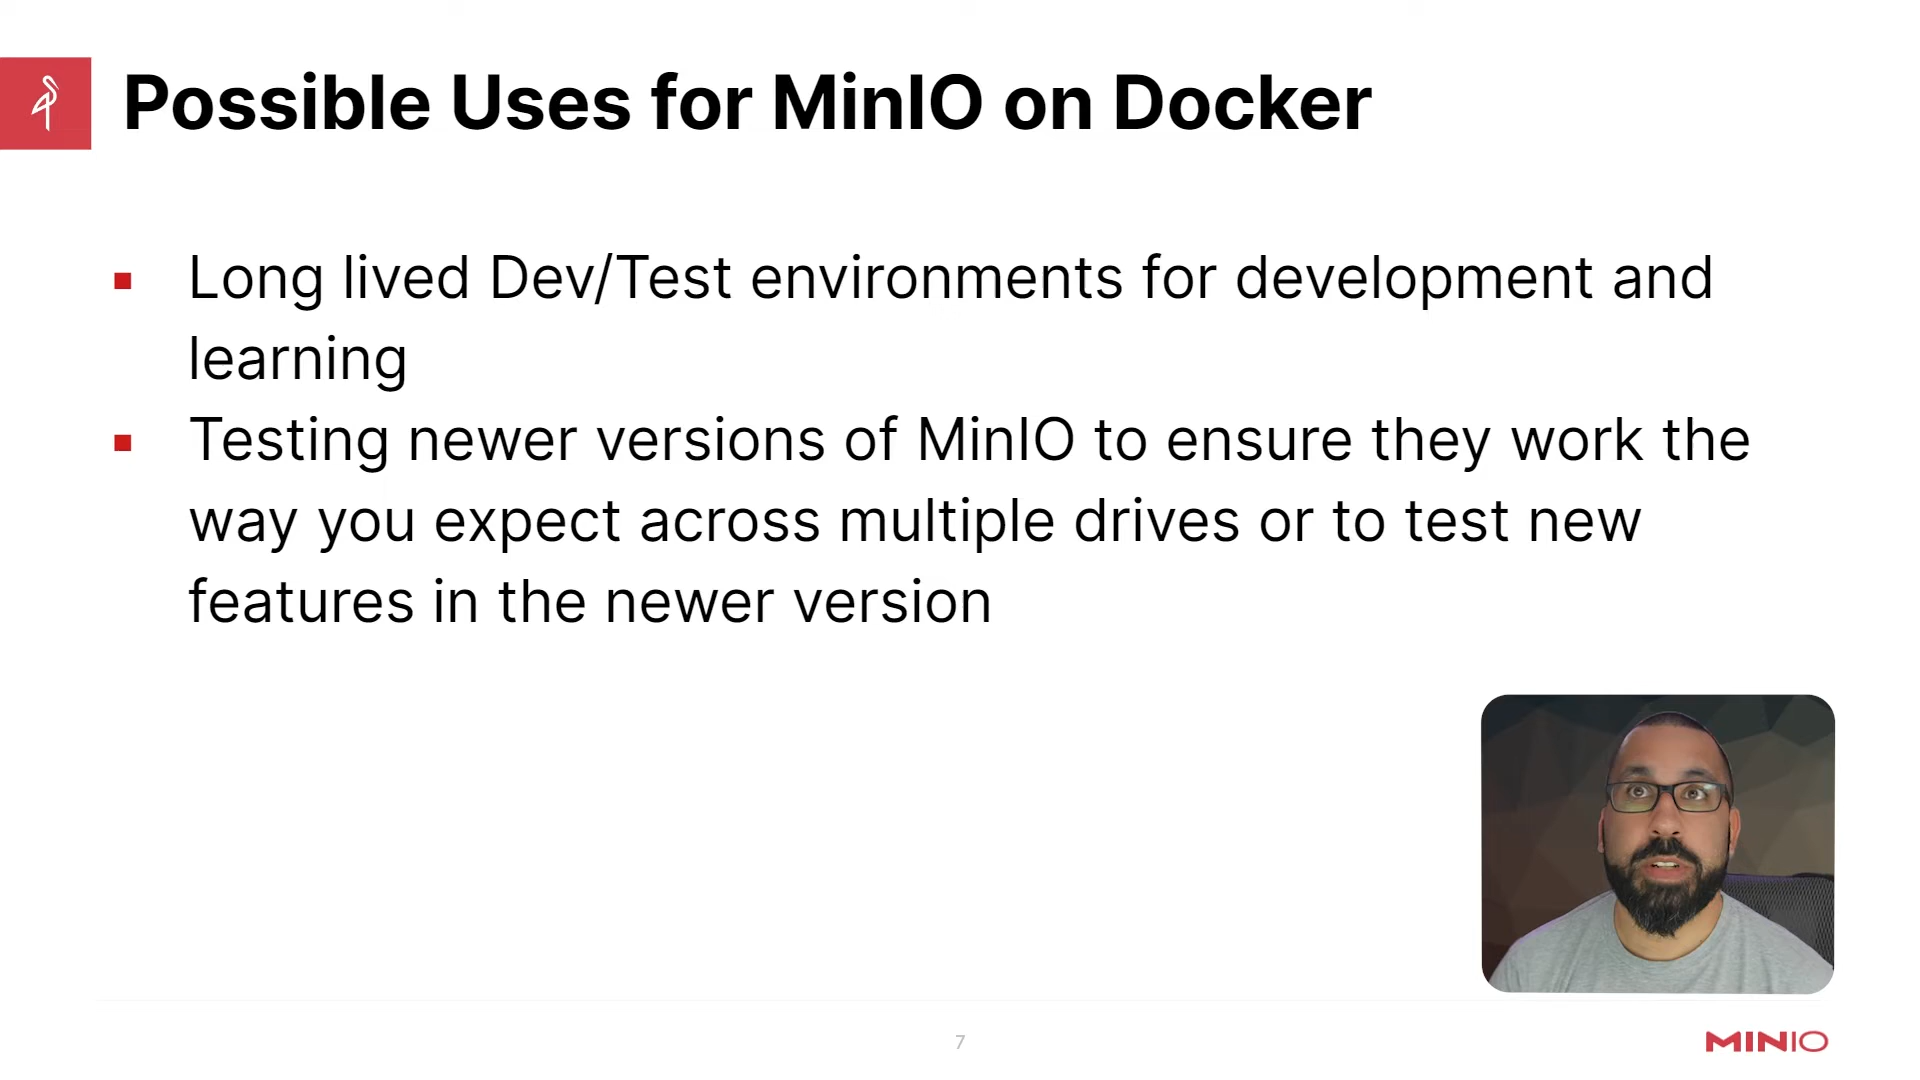 Possible Uses for MinIO on Docker
Long lived Dev/Test environments for development and
learning
Testing newer versions of MinIO to ensure they work the
way you expect across multiple drives or to test new
features in the newer version
7
MINIO